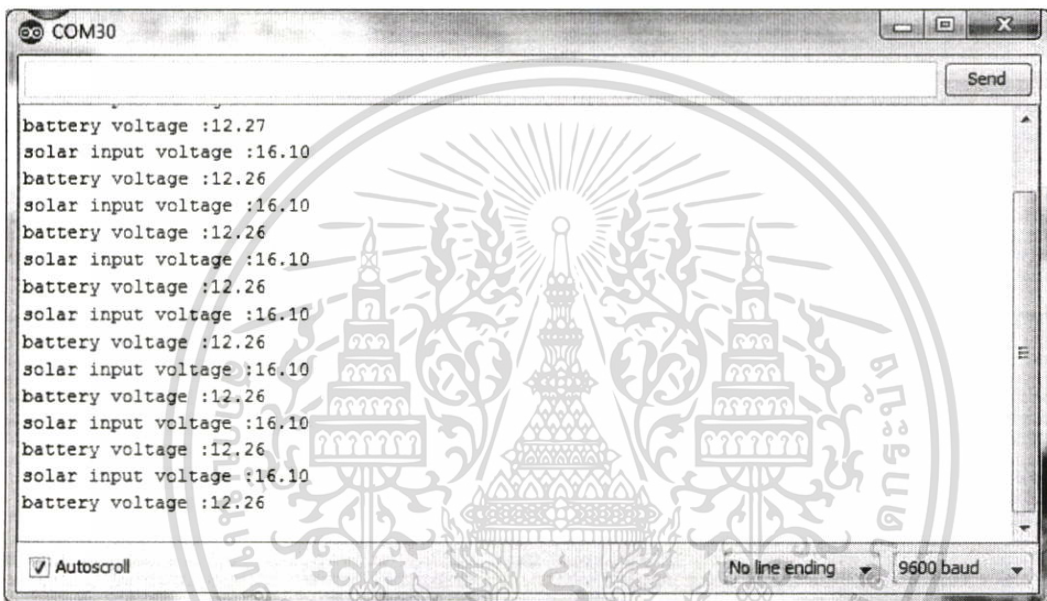 COM30
Send
battery voltage :12.27
solar input voltage :16.10
battery voltage :12.26
solar input voltage :16.10
battery voltage :12.26
solar input voltage :16.10
battery voltage :12.26
solar input voltage :16.10
battery voltage :12.26
solar input voltage :16.10
battery voltage :12.26
solar input voltage :16.10
battery voltage :12.26
solar input voltage :16.10
battery voltage :12.26
Autoscroll
No line ending
9600 baud